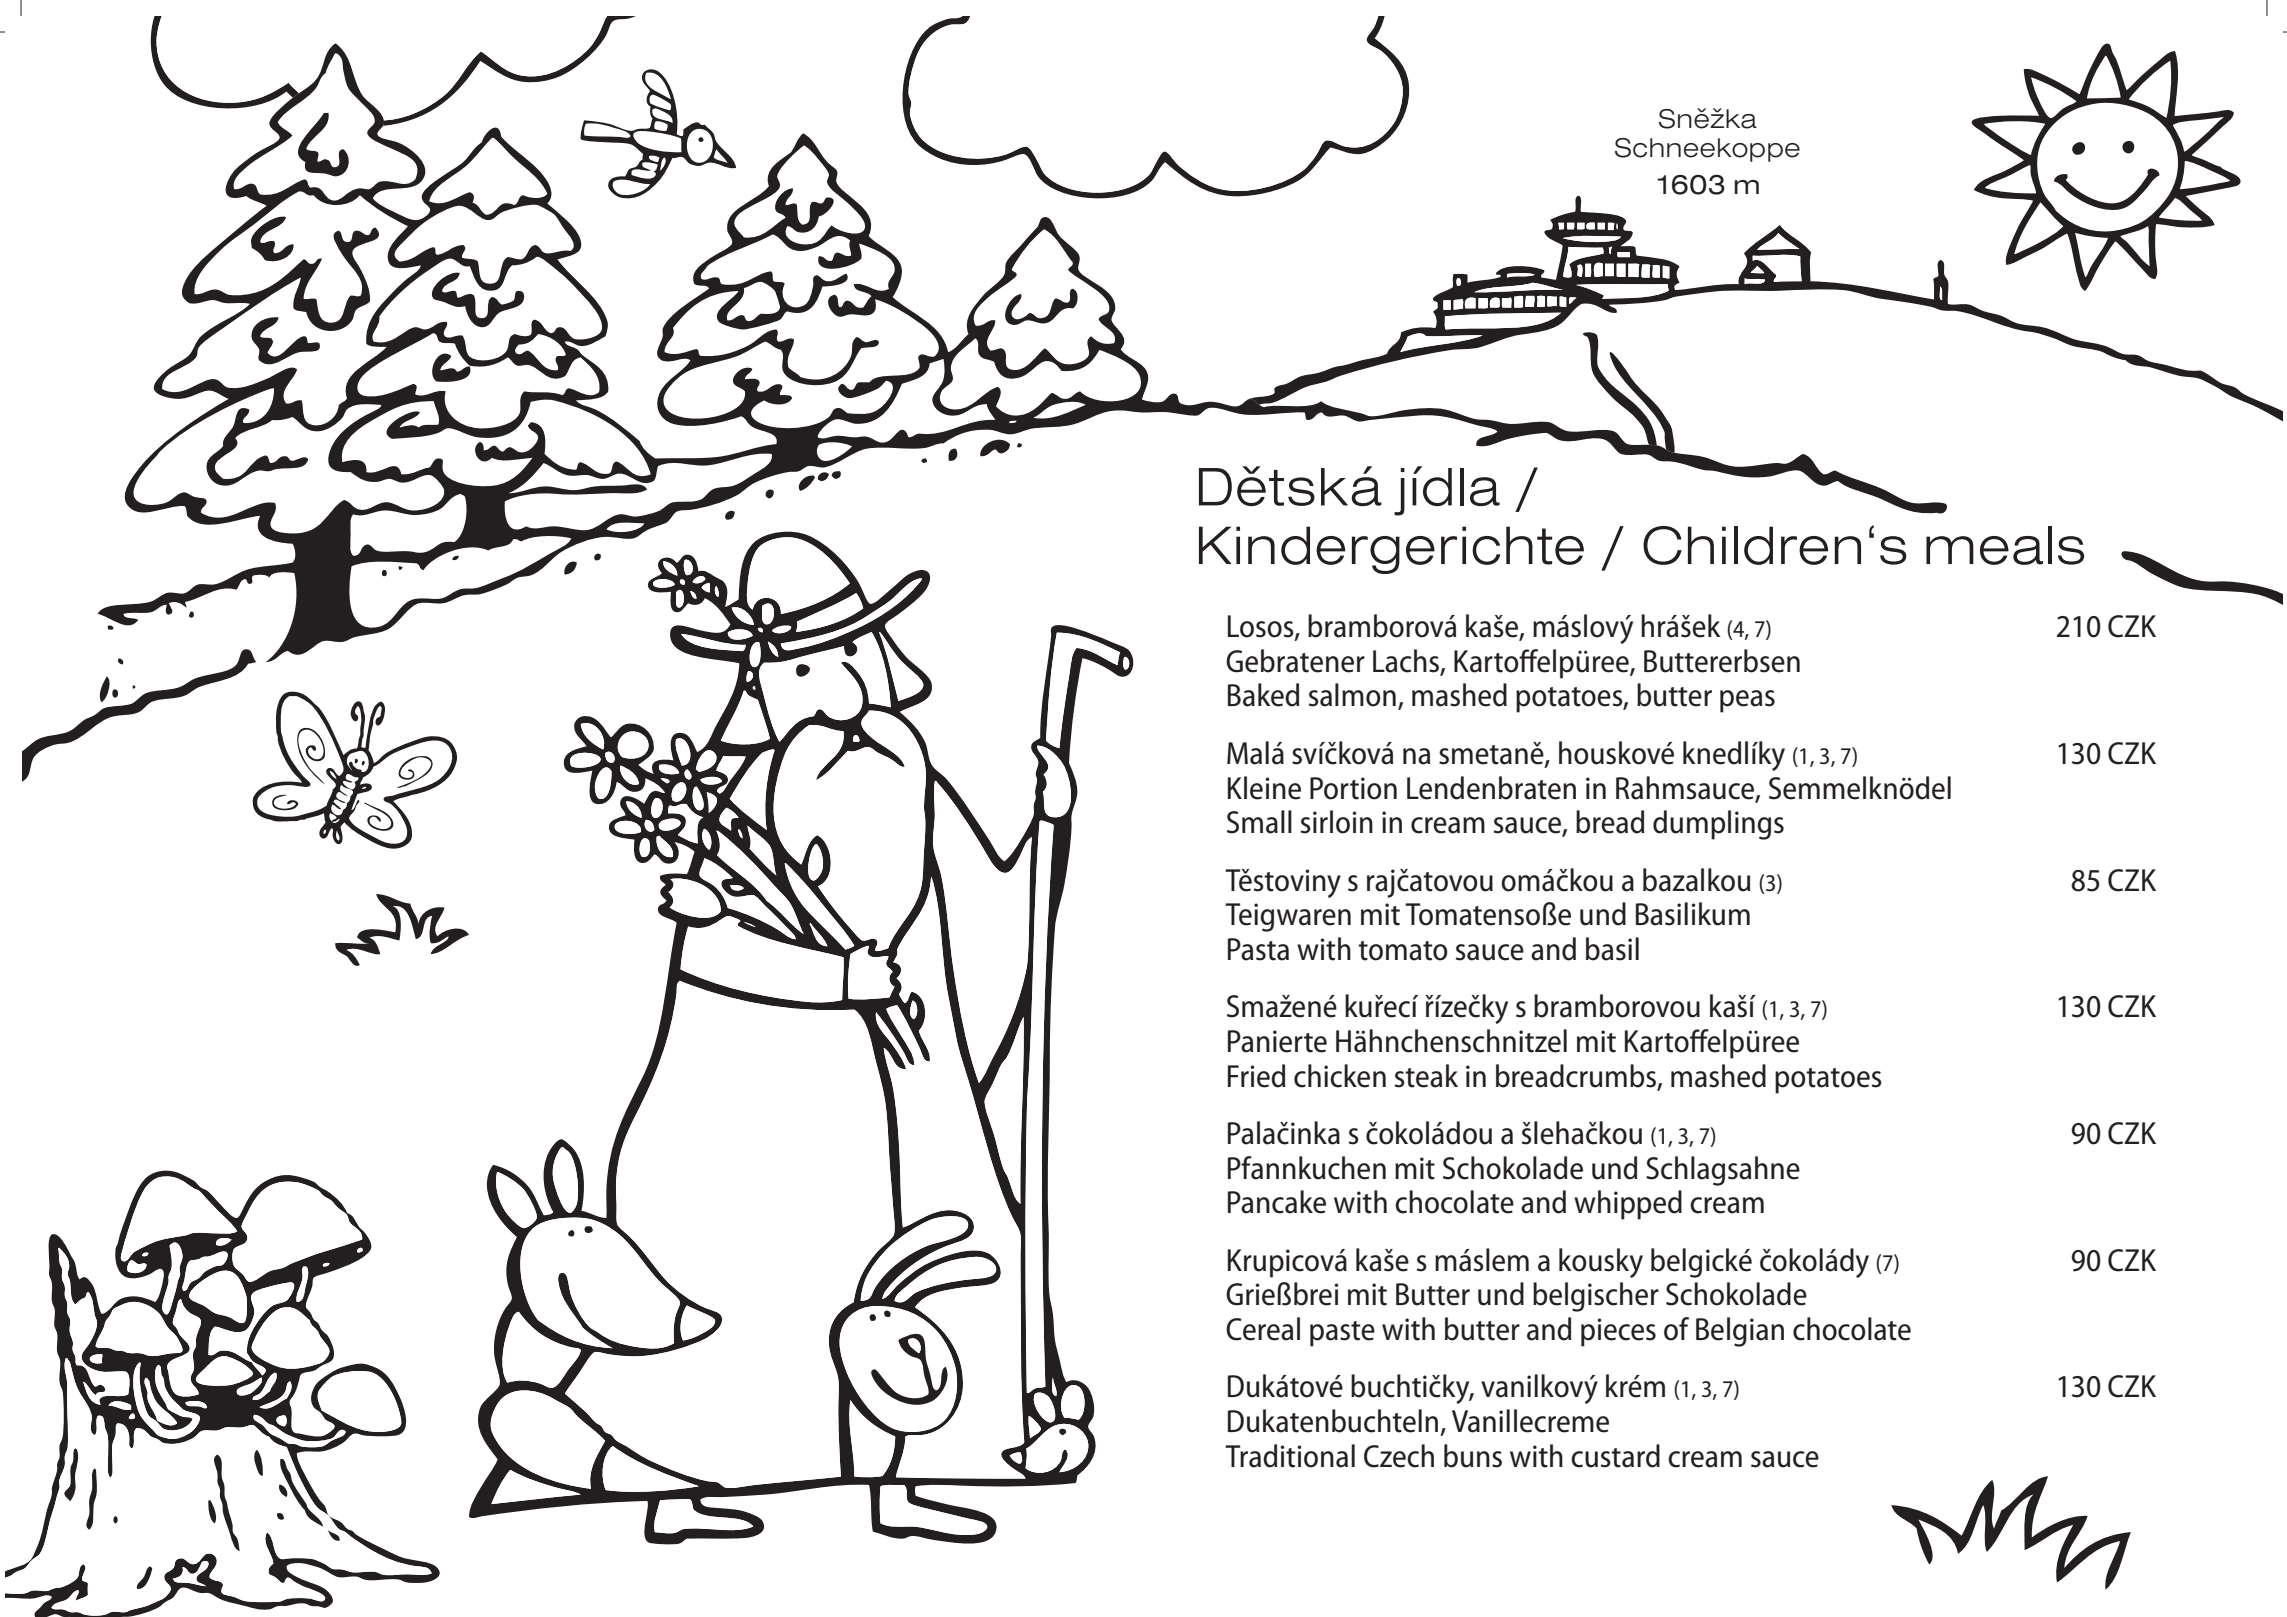 Sněžka
Schneekoppe
1603 m
Dětská jídla /
Kindergerichte / Children‘s meals
Losos, bramborová kaše, máslový hrášek (4, 7) 210 CZK
Gebratener Lachs, Kartoffelpüree, Buttererbsen
Baked salmon, mashed potatoes, butter peas
Malá svíčková na smetaně, houskové knedlíky (1, 3, 7) 130 CZK
Kleine Portion Lendenbraten in Rahmsauce, Semmelknödel
Small sirloin in cream sauce, bread dumplings
Těstoviny s rajčatovou omáčkou a bazalkou (3) 85 CZK
Teigwaren mit Tomatensoße und Basilikum
Pasta with tomato sauce and basil
Smažené kuřecí řízečky s bramborovou kaší (1, 3, 7) 130 CZK
Panierte Hähnchenschnitzel mit Kartoffelpüree
Fried chicken steak in breadcrumbs, mashed potatoes
Palačinka s čokoládou a šlehačkou (1, 3, 7) 90 CZK
Pfannkuchen mit Schokolade und Schlagsahne
Pancake with chocolate and whipped cream
Krupicová kaše s máslem a kousky belgické čokolády (7) 90 CZK
Grießbrei mit Butter und belgischer Schokolade
Cereal paste with butter and pieces of Belgian chocolate
Dukátové buchtičky, vanilkový krém (1, 3, 7) 130 CZK
Dukatenbuchteln, Vanillecreme
Traditional Czech buns with custard cream sauce